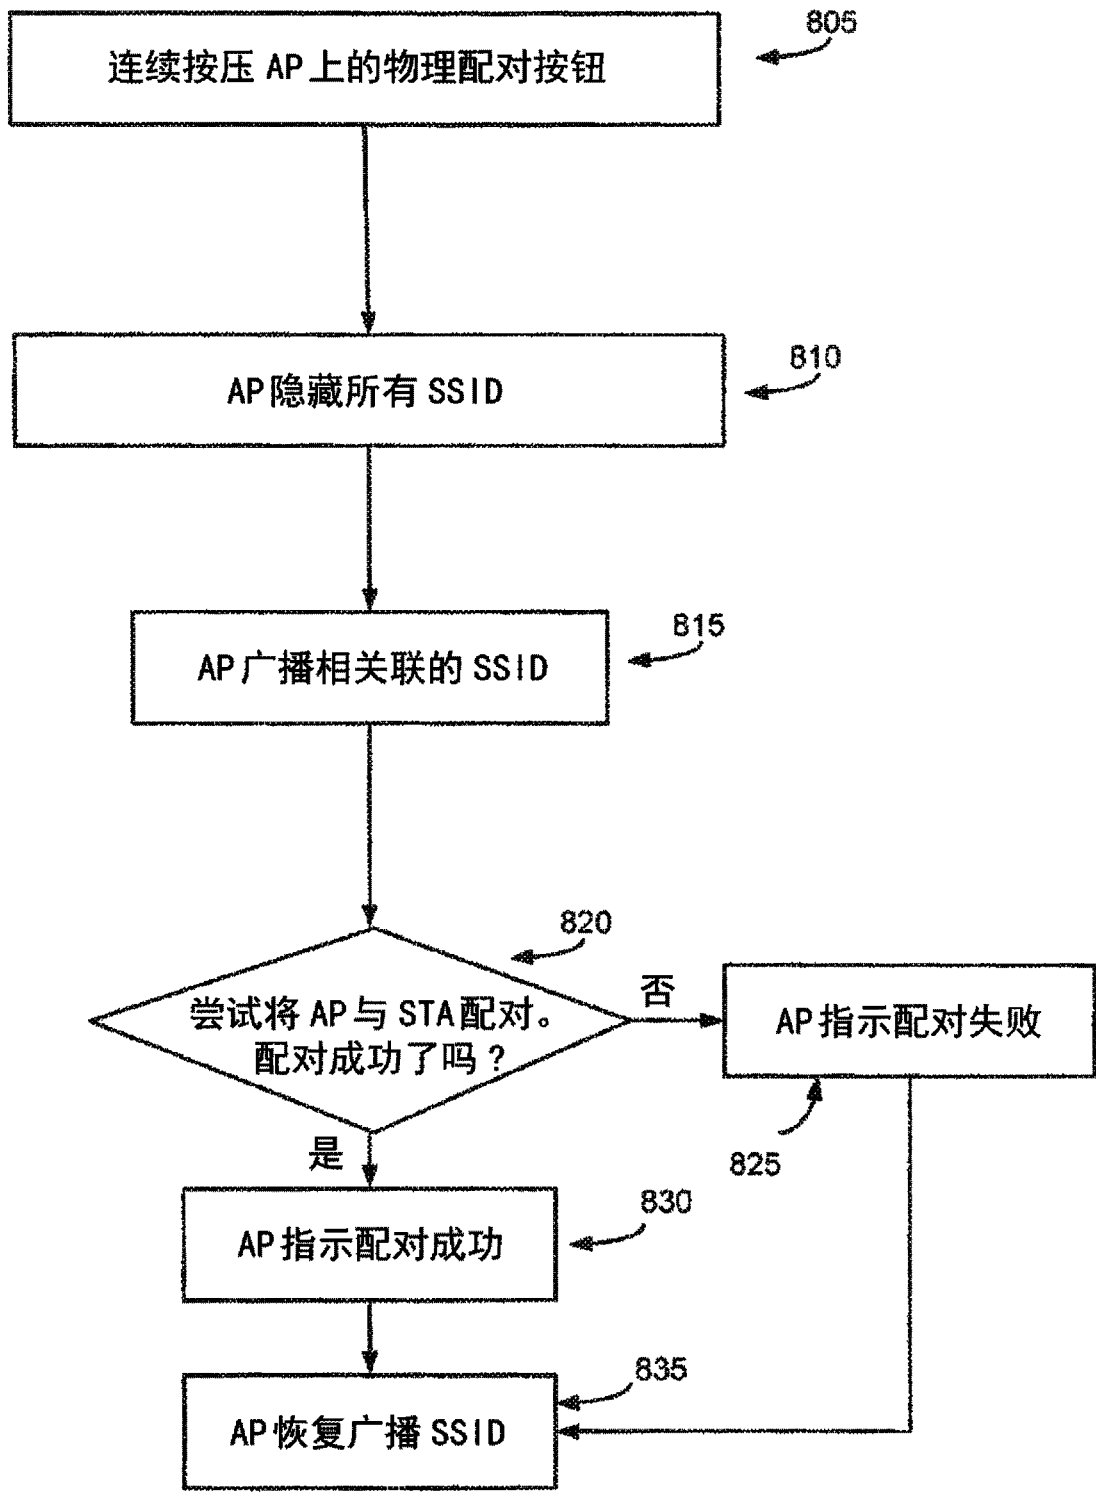 805
连续按压 AP 上的物理配对按钮
810
AP 隐藏所有 SSID
815
AP 广播相关联的 SSID
820
尝试将 AP 与 STA 配对。
配对成功了吗？
否
AP 指示配对失败
825
是
830
AP 指示配对成功
835
AP 恢复广播 SSID